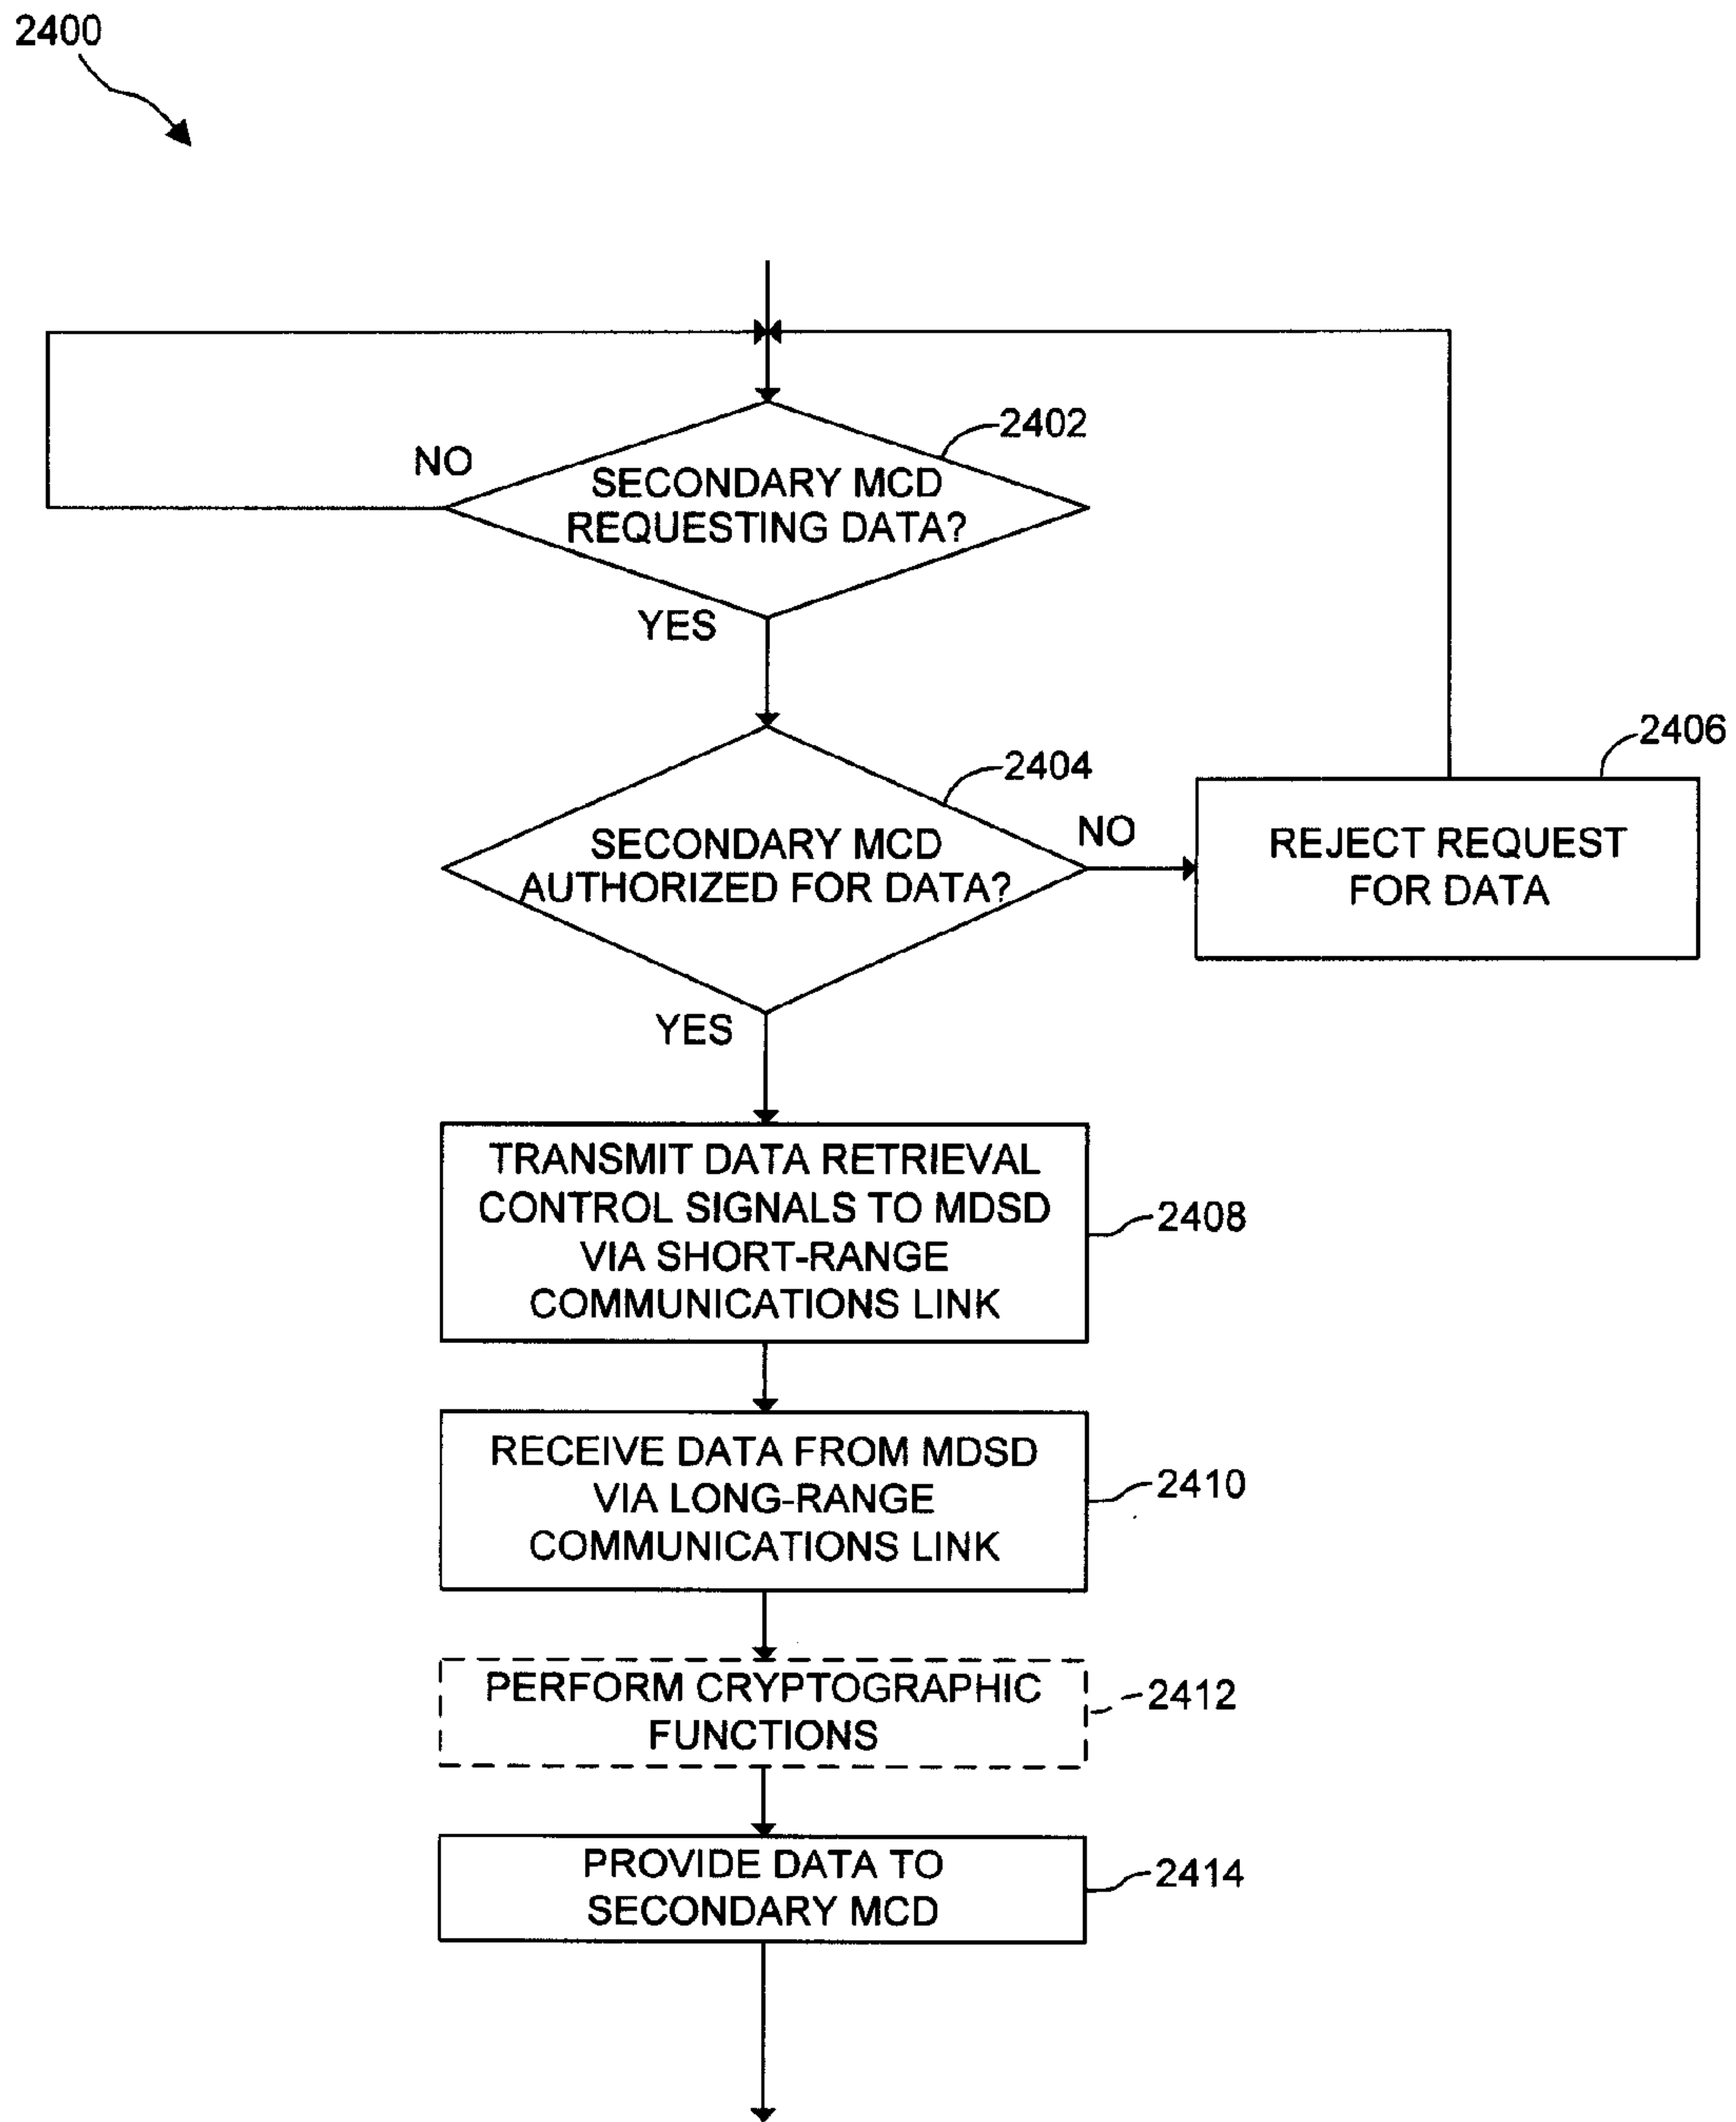 2400
2402
NO
SECONDARY MCD
REQUESTING DATA?
YES
2404
2406
SECONDARY MCD
AUTHORIZED FOR DATA?
NO
REJECT REQUEST
FOR DATA
YES
TRANSMIT DATA RETRIEVAL
CONTROL SIGNALS TO MDSD
VIA SHORT-RANGE
COMMUNICATIONS LINK
2408
RECEIVE DATA FROM MDSD
VIA LONG-RANGE
COMMUNICATIONS LINK
2410
PERFORM CRYPTOGRAPHIC
FUNCTIONS
2412
PROVIDE DATA TO
SECONDARY MCD
2414